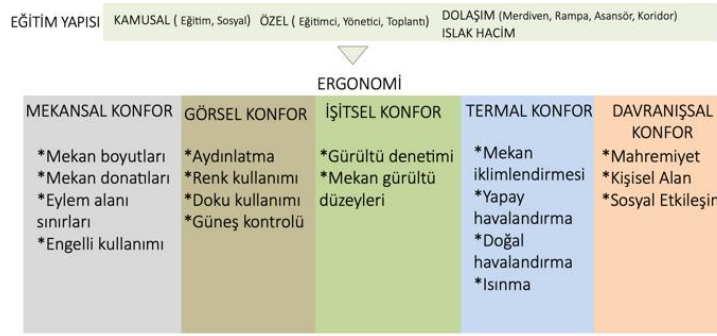 EĞİTİM YAPISI
KAMUSAL ( Eğitim, Sosyal)
ÖZEL (Eğitimci, Yönetici, Toplantı)
DOLAŞIM (Merdiven, Rampa, Asansör, Koridor)
ISLAK HACİM
ERGONOMİ
MEKANSAL KONFOR
*Mekan boyutları
*Mekan donatıları
*Eylem alanı
sınırları
*Engelli kullanımı
GÖRSEL KONFOR
*Aydınlatma
*Renk kullanımı
*Doku kullanımı
*Güneş kontrolü
İŞİTSEL KONFOR
*Gürültü denetimi
*Mekan gürültü
düzeyleri
TERMAL KONFOR
*Mekan
iklimlendirmesi
*Yapay
havalandırma
*Doğal
havalandırma
*Isınma
DAVRANIŞSAL
KONFOR
*Mahremiyet
*Kişisel Alan
*Sosyal Etkileşim